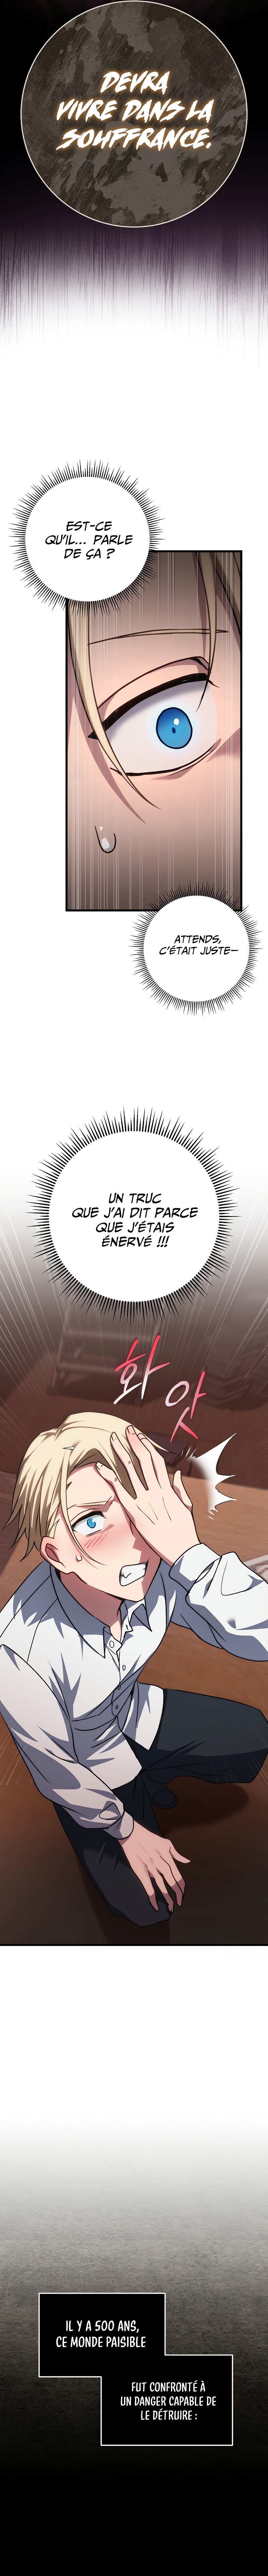 DEVRA
VIVRE DANS LA
SOUFFRANCE.
EST-CE
QU'IL... PARLE
DE ÇA ?
ATTENDS,
C'ÉTAIT JUSTE—
UN TRUC
QUE J'AI DIT PARCE
QUE J'ÉTAIS
ÉNERVÉ !!!
화
앗
IL Y A 500 ANS,
CE MONDE PAISIBLE
FUT CONFRONTÉ À
UN DANGER CAPABLE DE
LE DÉTRUIRE :